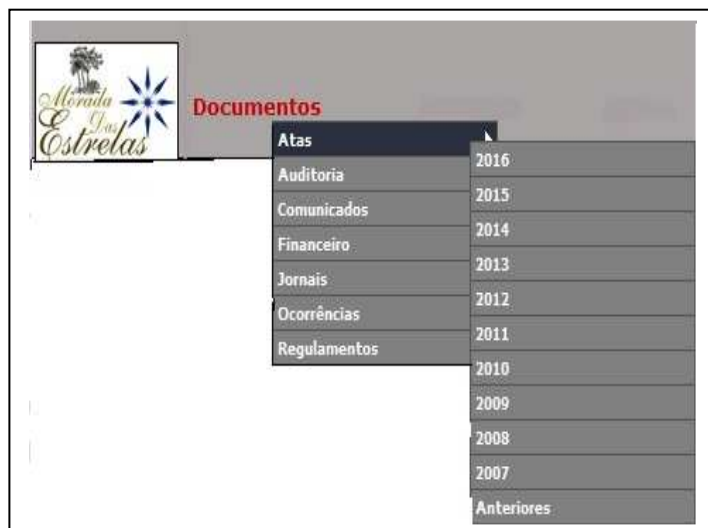 Morada
Das
Estrelas
Documentos
Atas
Auditoria
Comunicados
Financeiro
Jornais
Ocorrências
Regulamentos
2016
2015
2014
2013
2012
2011
2010
2009
2008
2007
Anteriores